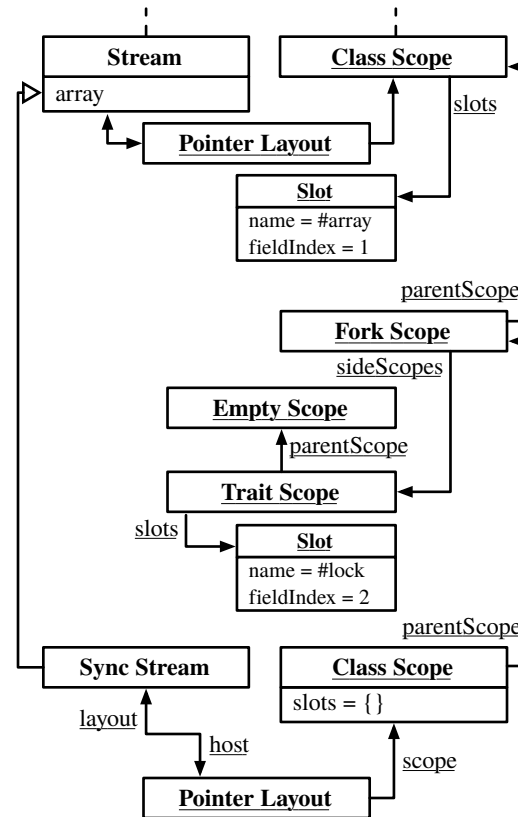 Stream
Class Scope
array
slots
Pointer Layout
Slot
name = #array
fieldIndex = 1
parentScope
Fork Scope
sideScopes
Empty Scope
parentScope
Trait Scope
slots
Slot
name = #lock
fieldIndex = 2
parentScope
Sync Stream
Class Scope
slots = {}
layout
host
scope
Pointer Layout